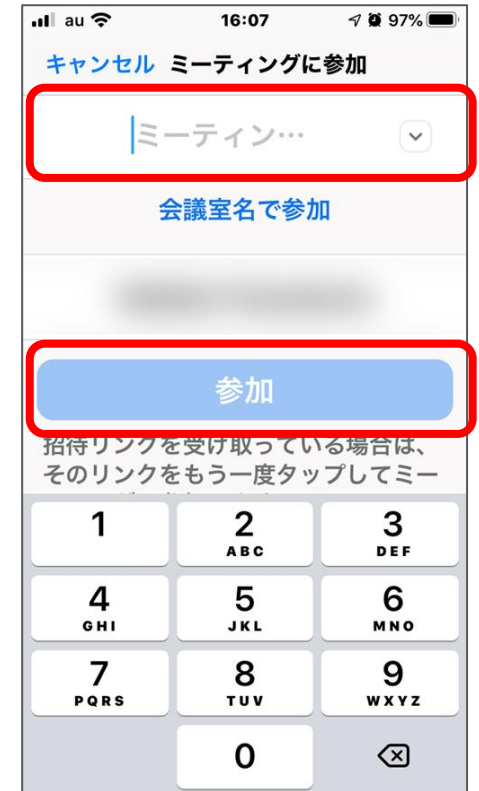 au 16:07 97%
キャンセル ミーティングに参加
ミーティン…
会議室名で参加
参加
招待リンクを受け取っている場合は、
そのリンクをもう一度タップしてミー
1 2 3
ABC DEF
4 5 6
GHI JKL MNO
7 8 9
PQRS TUV WXYZ
0